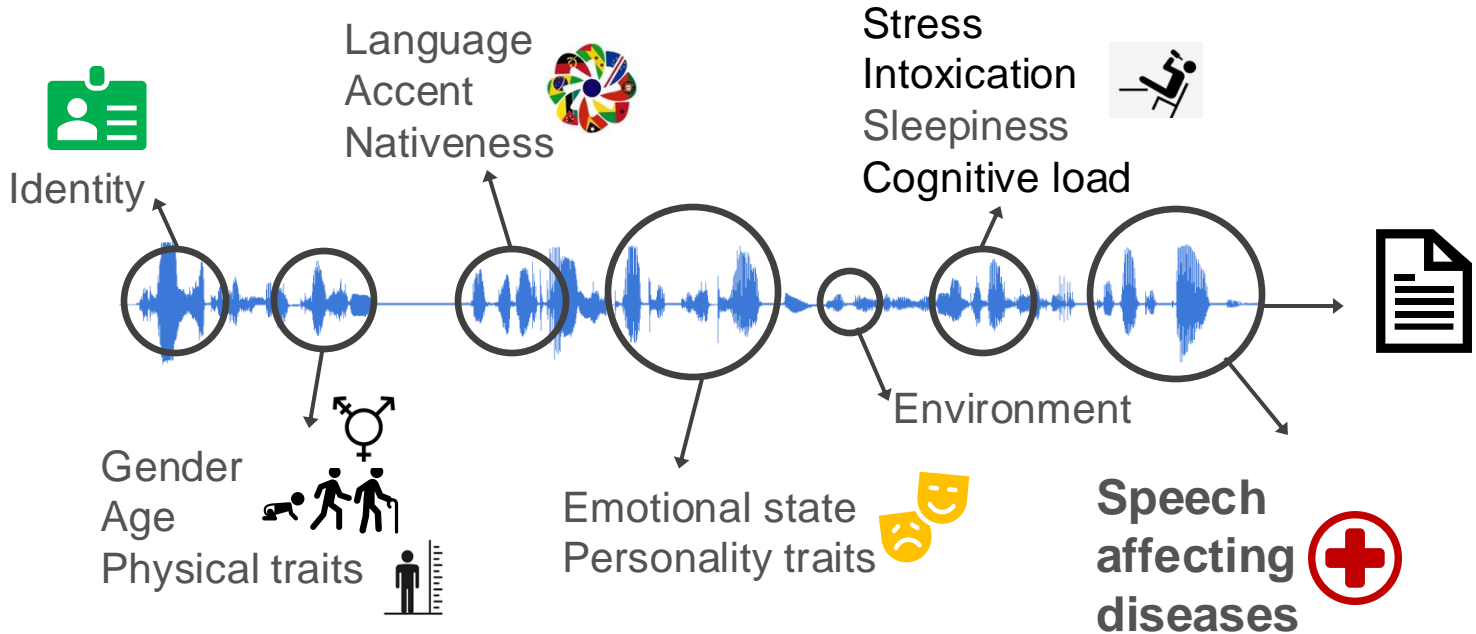 Identity
Language
Accent
Nativeness
Stress
Intoxication
Sleepiness
Cognitive load
Gender
Age
Physical traits
Emotional state
Personality traits
Environment
Speech
affecting
diseases